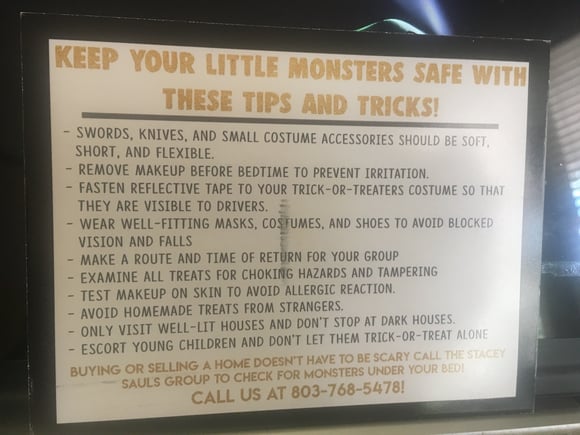 KEEP YOUR LITTLE MONSTERS SAFE WITH
THESE TIPS AND TRICKS!
- SWORDS, KNIVES, AND SMALL COSTUME ACCESSORIES SHOULD BE SOFT,
SHORT, AND FLEXIBLE.
- REMOVE MAKEUP BEFORE BEDTIME TO PREVENT IRRITATION.
- FASTEN REFLECTIVE TAPE TO YOUR TRICK-OR-TREATERS COSTUME SO THAT
THEY ARE VISIBLE TO DRIVERS.
- WEAR WELL-FITTING MASKS, COSTUMES, AND SHOES TO AVOID BLOCKED
VISION AND FALLS
- MAKE A ROUTE AND TIME OF RETURN FOR YOUR GROUP
- EXAMINE ALL TREATS FOR CHOKING HAZARDS AND TAMPERING
- TEST MAKEUP ON SKIN TO AVOID ALLERGIC REACTION.
- AVOID HOMEMADE TREATS FROM STRANGERS.
- ONLY VISIT WELL-LIT HOUSES AND DON'T STOP AT DARK HOUSES.
- ESCORT YOUNG CHILDREN AND DON'T LET THEM TRICK-OR-TREAT ALONE
BUYING OR SELLING A HOME DOESN'T HAVE TO BE SCARY CALL THE STACEY
SAULS GROUP TO CHECK FOR MONSTERS UNDER YOUR BED!
CALL US AT 803-768-5478!